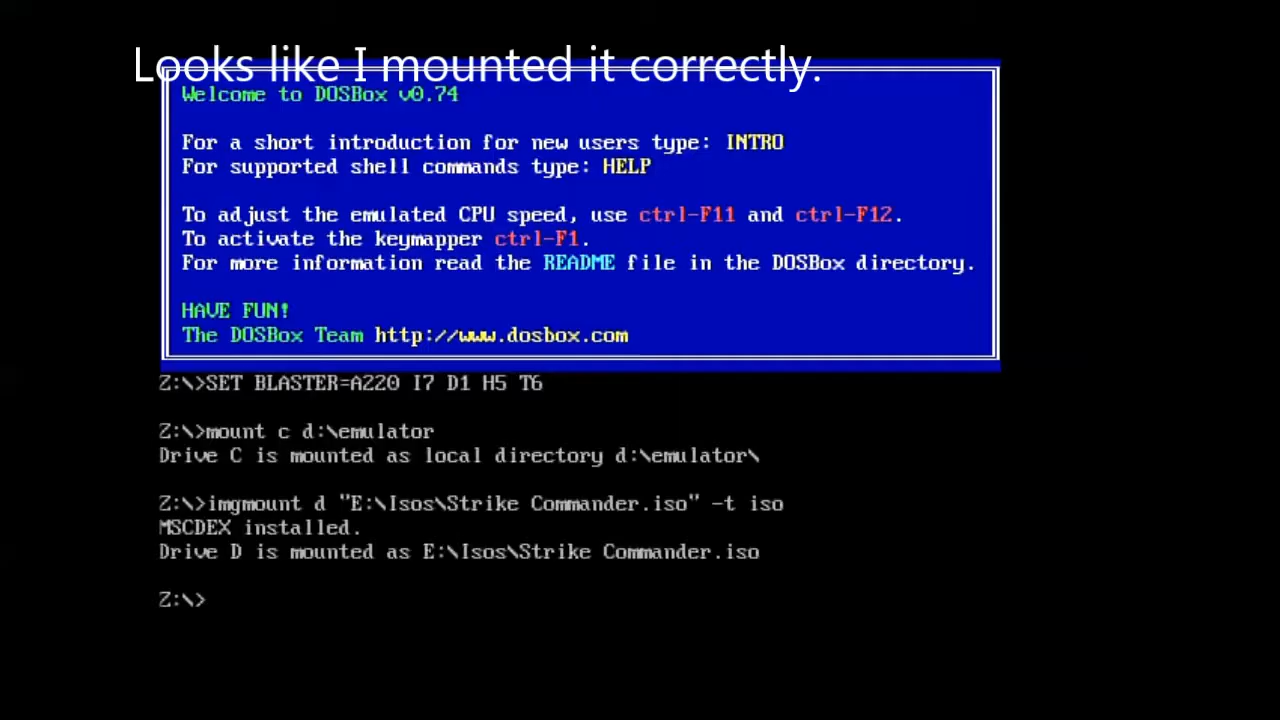 Looks like I mounted it correctly.
Welcome to DOSBox v0.74
For a short introduction for new users type: INTRO
For supported shell commands type: HELP
To adjust the emulated CPU speed, use ctrl-F11 and ctrl-F12.
To activate the keymapper ctrl-F1.
For more information read the README file in the DOSBox directory.
HAVE FUN!
The DOSBox Team http://www.dosbox.com
Z:\>SET BLASTER=A220 I7 D1 H5 T6
Z:\>mount c d:\emulator
Drive C is mounted as local directory d:\emulator\
Z:\>imgmount d "E:\Isos\Strike Commander.iso" -t iso
MSCDEX installed.
Drive D is mounted as E:\Isos\Strike Commander.iso
Z:\>